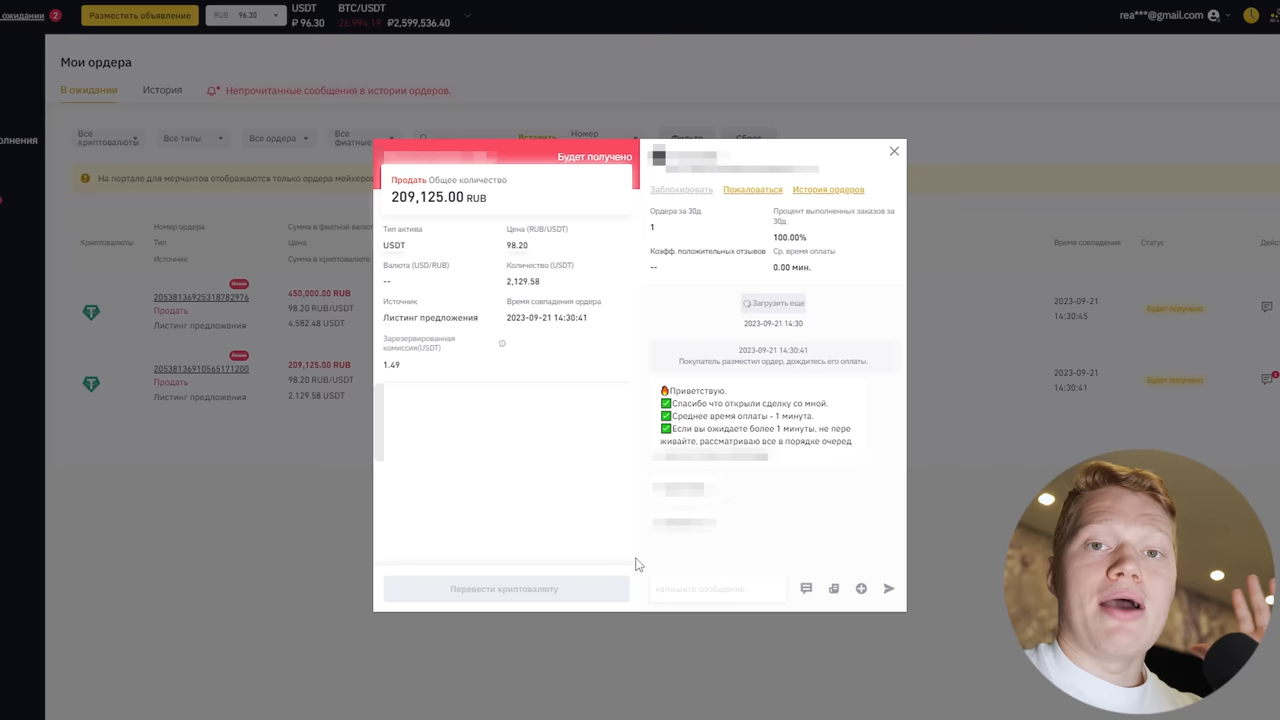 ожидании 2
Разместить объявление
RUB 96.30
USDT
₽ 96.30
BTC/USDT
26,994.19 ₽2,599,536.40
rea***@gmail.com
Мои ордера
В ожидании
История
Непрочитанные сообщения в истории ордеров.
Все криптовалюты
Все типы
Все ордера
Все фиатные
Вставить
Номер
Фильтр
Сброс
олнения
На портале для мерчантов отображаются только ордера мейкеров
Криптовалюты
Номер ордера
Тип
Источник
Сумма в фиатной валют
Цена
Сумма в криптовалюте
Время совпадения
Статус
Дейс
20538136925318782976
Продать
Листинг предложения
450,000.00 RUB
98.20 RUB/USDT
4,582.48 USDT
2023-09-21
14:30:45
Будет получено
20538136910565171200
Продать
Листинг предложения
209,125.00 RUB
98.20 RUB/USDT
2,129.58 USDT
2023-09-21
14:30:41
Будет получено
Будет получено
Продать Общее количество
209,125.00 RUB
Тип актива
USDT
Цена (RUB/USDT)
98.20
Валюта (USD/RUB)
--
Количество (USDT)
2,129.58
Источник
Листинг предложения
Время совпадения ордера
2023-09-21 14:30:41
Зарезервированная
комиссия(USDT)
1.49
Перевести криптовалюту
Заблокировать
Пожаловаться
История ордеров
Ордера за 30д
1
Процент выполненных заказов за
30д
100.00%
Коэфф. положительных отзывов
--
Ср. время оплаты
0.00 мин.
Загрузить еще
2023-09-21 14:30
2023-09-21 14:30:41
Покупатель разместил ордер, дождитесь его оплаты.
🔥Приветствую.
✅Спасибо что открыли сделку со мной.
✅Среднее время оплаты - 1 минута.
✅Если вы ожидаете более 1 минуты, не пере
живайте, рассматриваю все в порядке очеред
напишите сообщение..